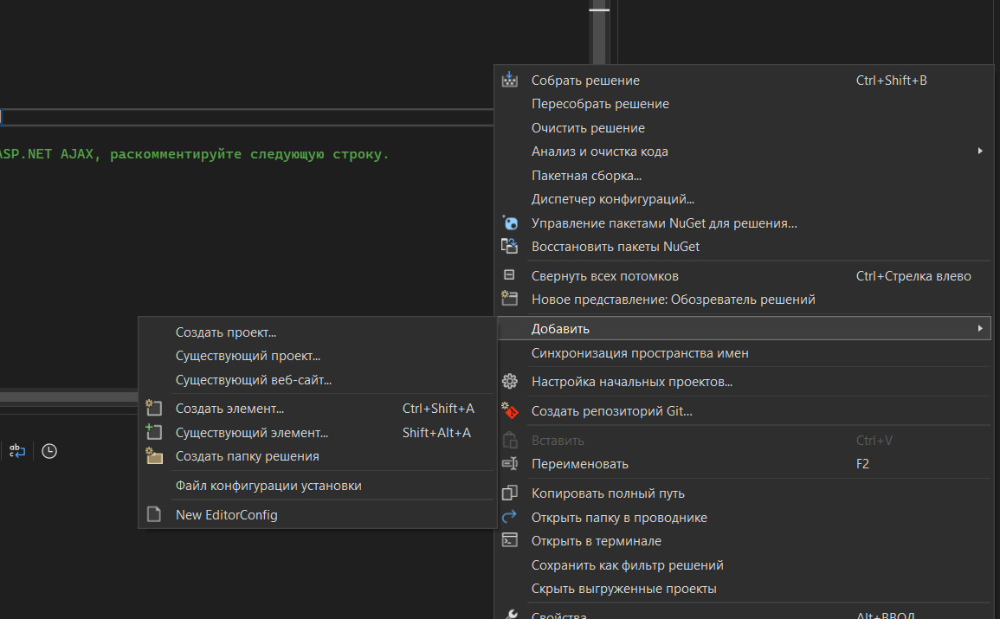 Собрать решение Ctrl+Shift+B
Пересобрать решение
ASP.NET AJAX, раскомментируйте следующую строку.
Очистить решение
Анализ и очистка кода
Пакетная сборка...
Диспетчер конфигураций...
Управление пакетами NuGet для решения...
Восстановить пакеты NuGet
Свернуть всех потомков Ctrl+Стрелка влево
Новое представление: Обозреватель решений
Добавить
Создать проект...
Существующий проект...
Существующий веб-сайт...
Создать элемент... Ctrl+Shift+A
Существующий элемент... Shift+Alt+A
Создать папку решения
Файл конфигурации установки
New EditorConfig
Синхронизация пространства имен
Настройка начальных проектов...
Создать репозиторий Git...
Вставить Ctrl+V
Переименовать F2
Копировать полный путь
Открыть папку в проводнике
Открыть в терминале
Сохранить как фильтр решений
Скрыть выгруженные проекты
Свойства Alt+ВВОД